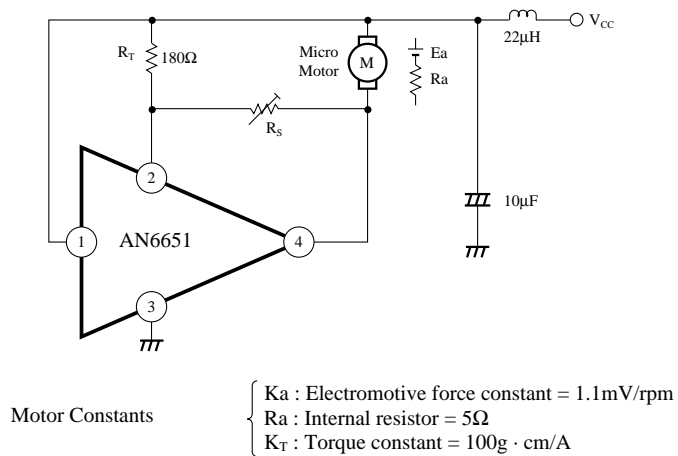 V_CC
22μH
R_T
180Ω
Micro
Motor
M
Ea
Ra
R_S
2
1
AN6651
4
10μF
3
Motor Constants
Ka : Electromotive force constant = 1.1mV/rpm
Ra : Internal resistor = 5Ω
K_T : Torque constant = 100g · cm/A